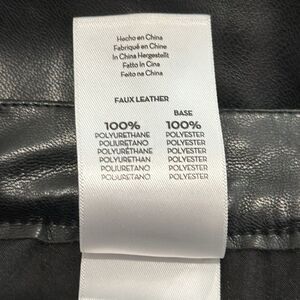 Hecho en China
Fabriqué en Chine
In China Hergestellt
Fatto in Cina
Feito na China
FAUX LEATHER
BASE
100% 100%
POLYURETHANE POLYESTER
POLIURETANO POLIESTER
POLYURÉTHANE POLYESTER
POLYURETHAN POLYESTER
POLIURETANO POLIESTERE
POLIURETANO POLIÉSTER